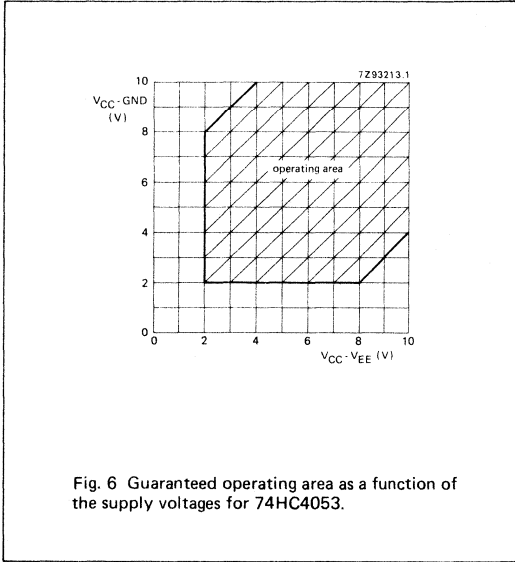 7Z93213.1
10
VCC - GND
(V)
8
operating area
6
4
2
0
0 2 4 6 8 10
VCC - VEE (V)
Fig. 6 Guaranteed operating area as a function of
the supply voltages for 74HC4053.